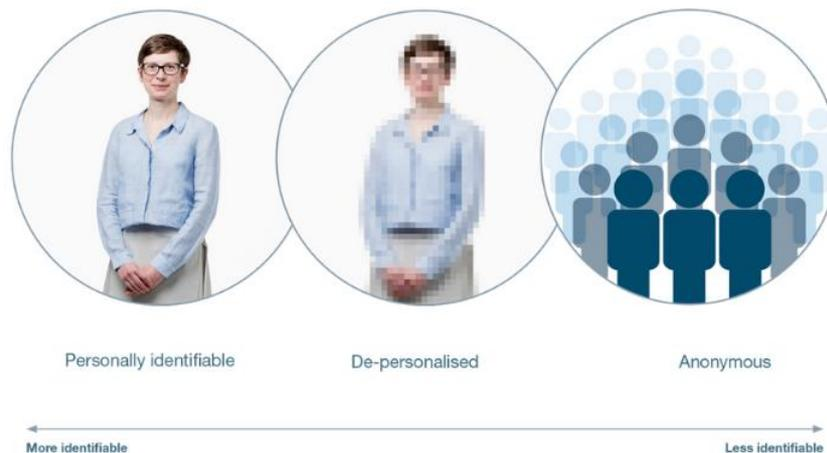 Personally identifiable
De-personalised
Anonymous
More identifiable
Less identifiable